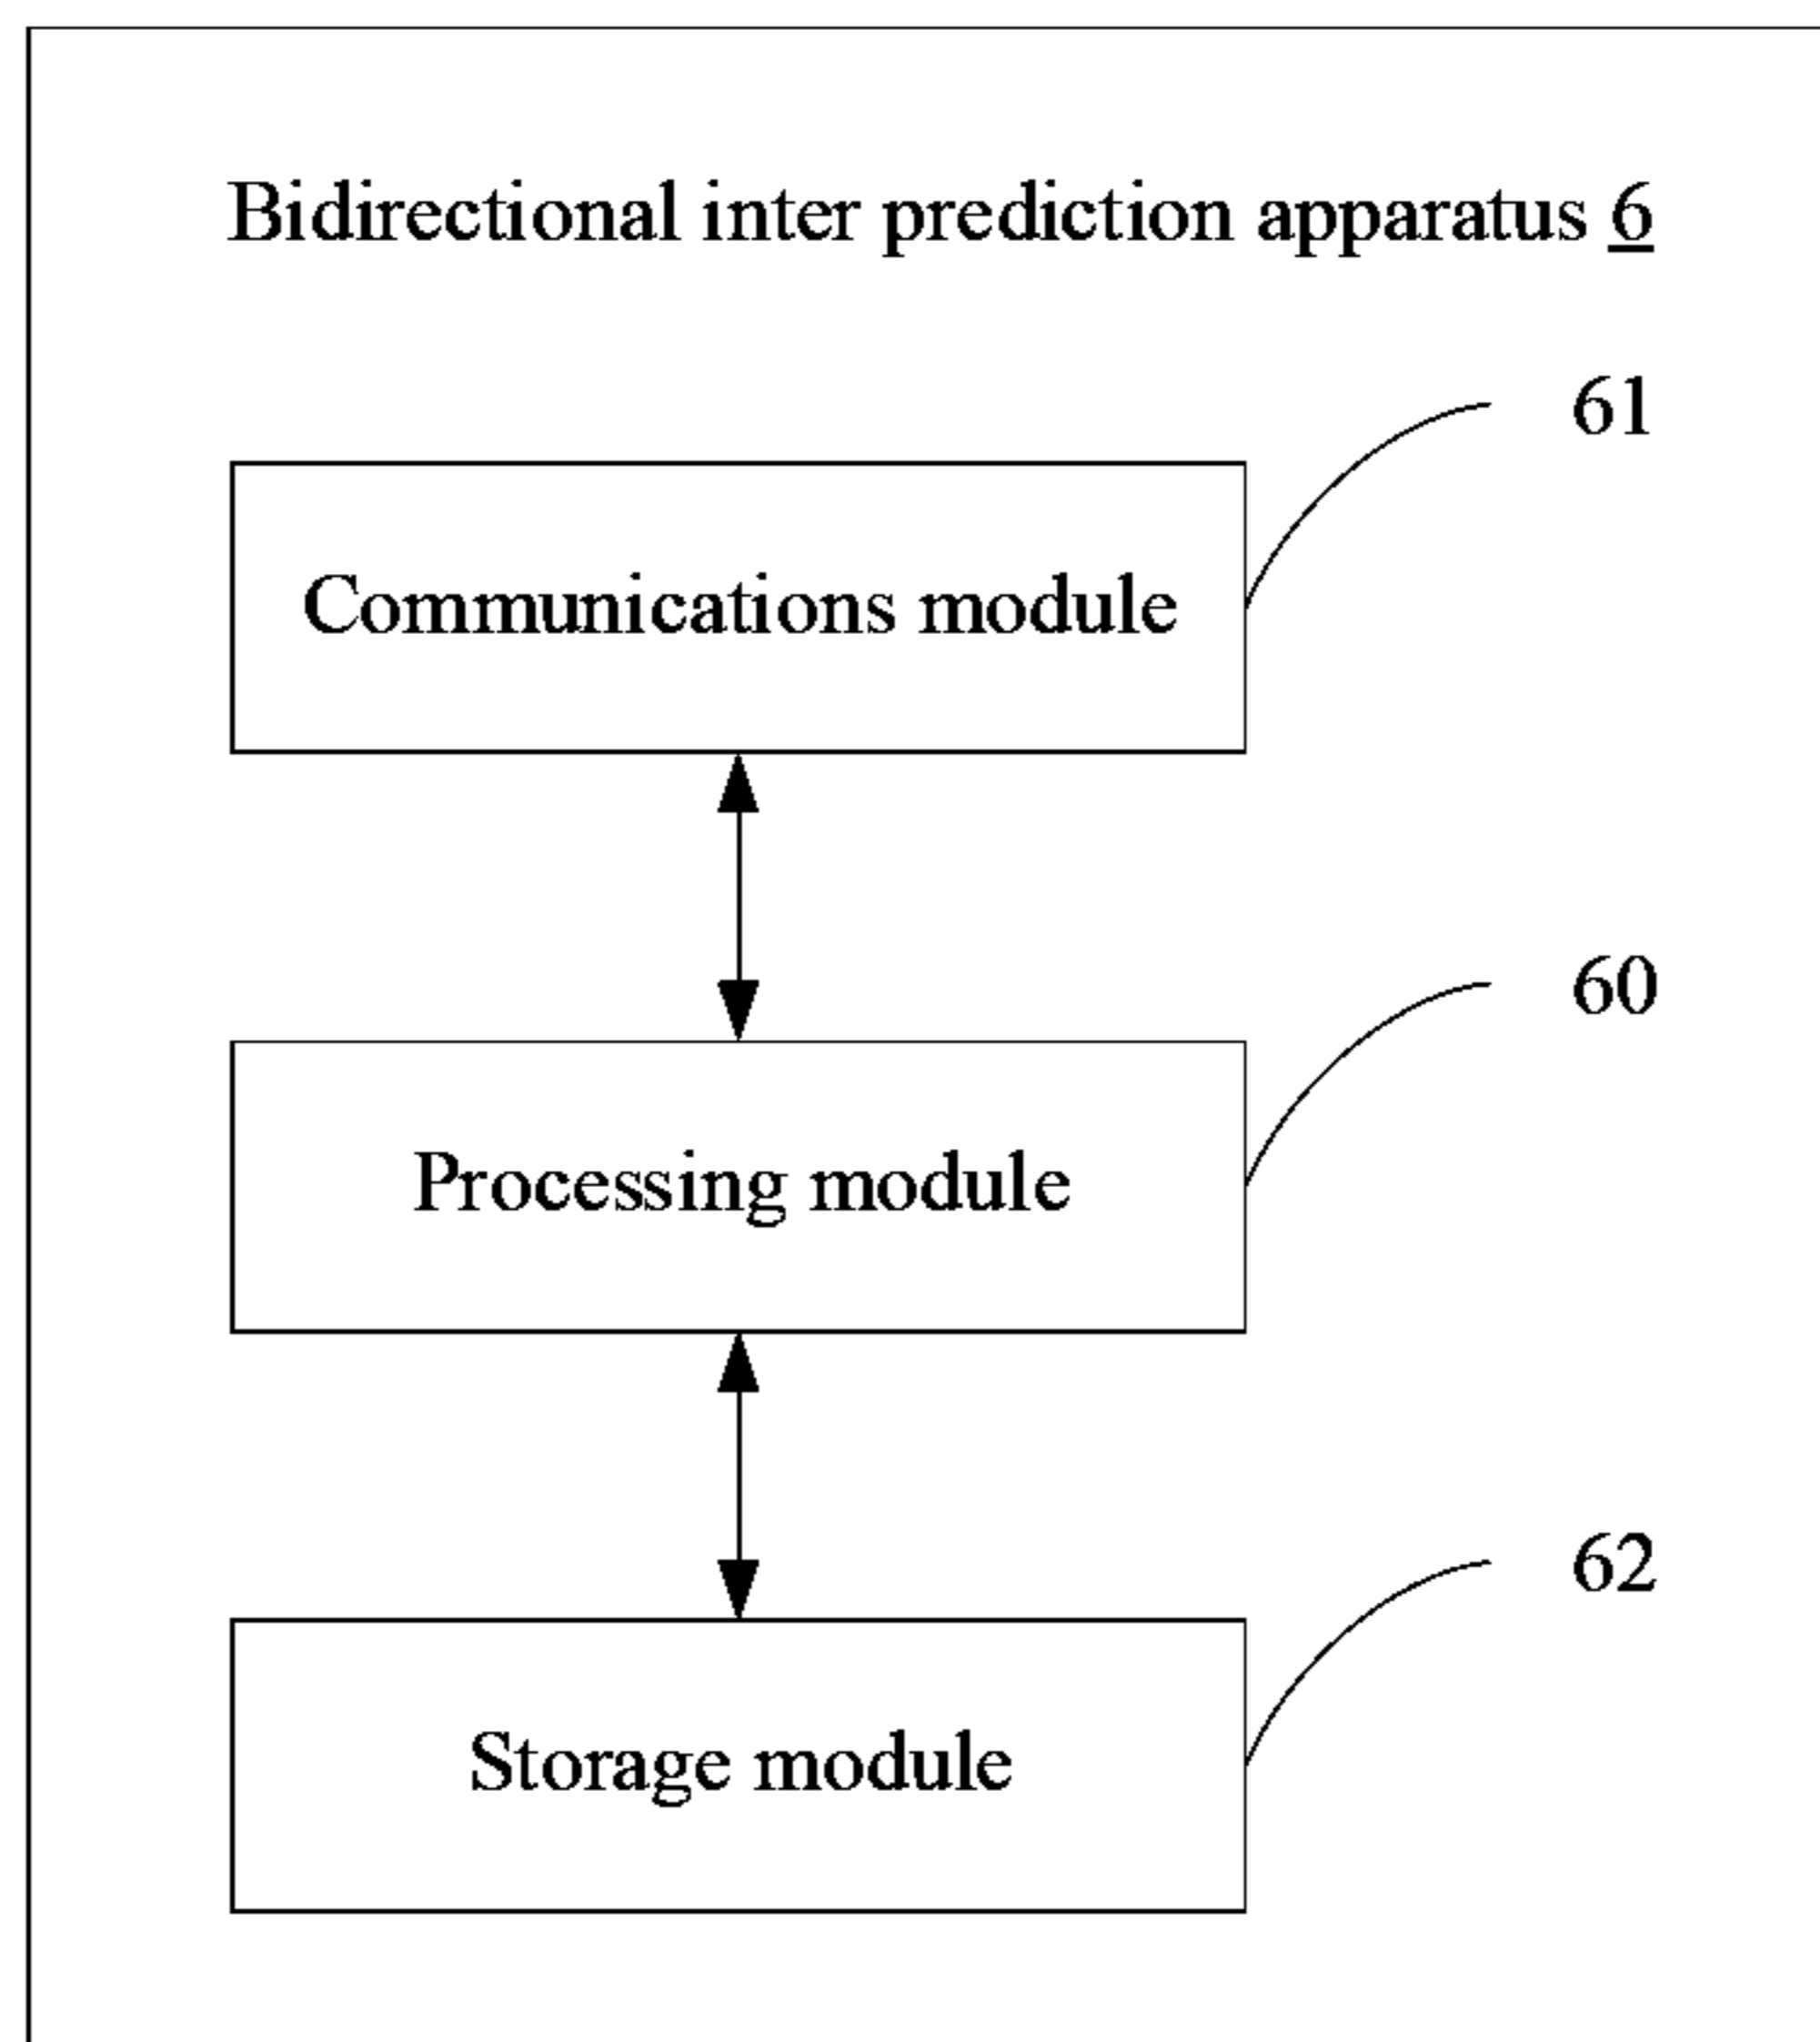 Bidirectional inter prediction apparatus 6
61
Communications module
60
Processing module
62
Storage module